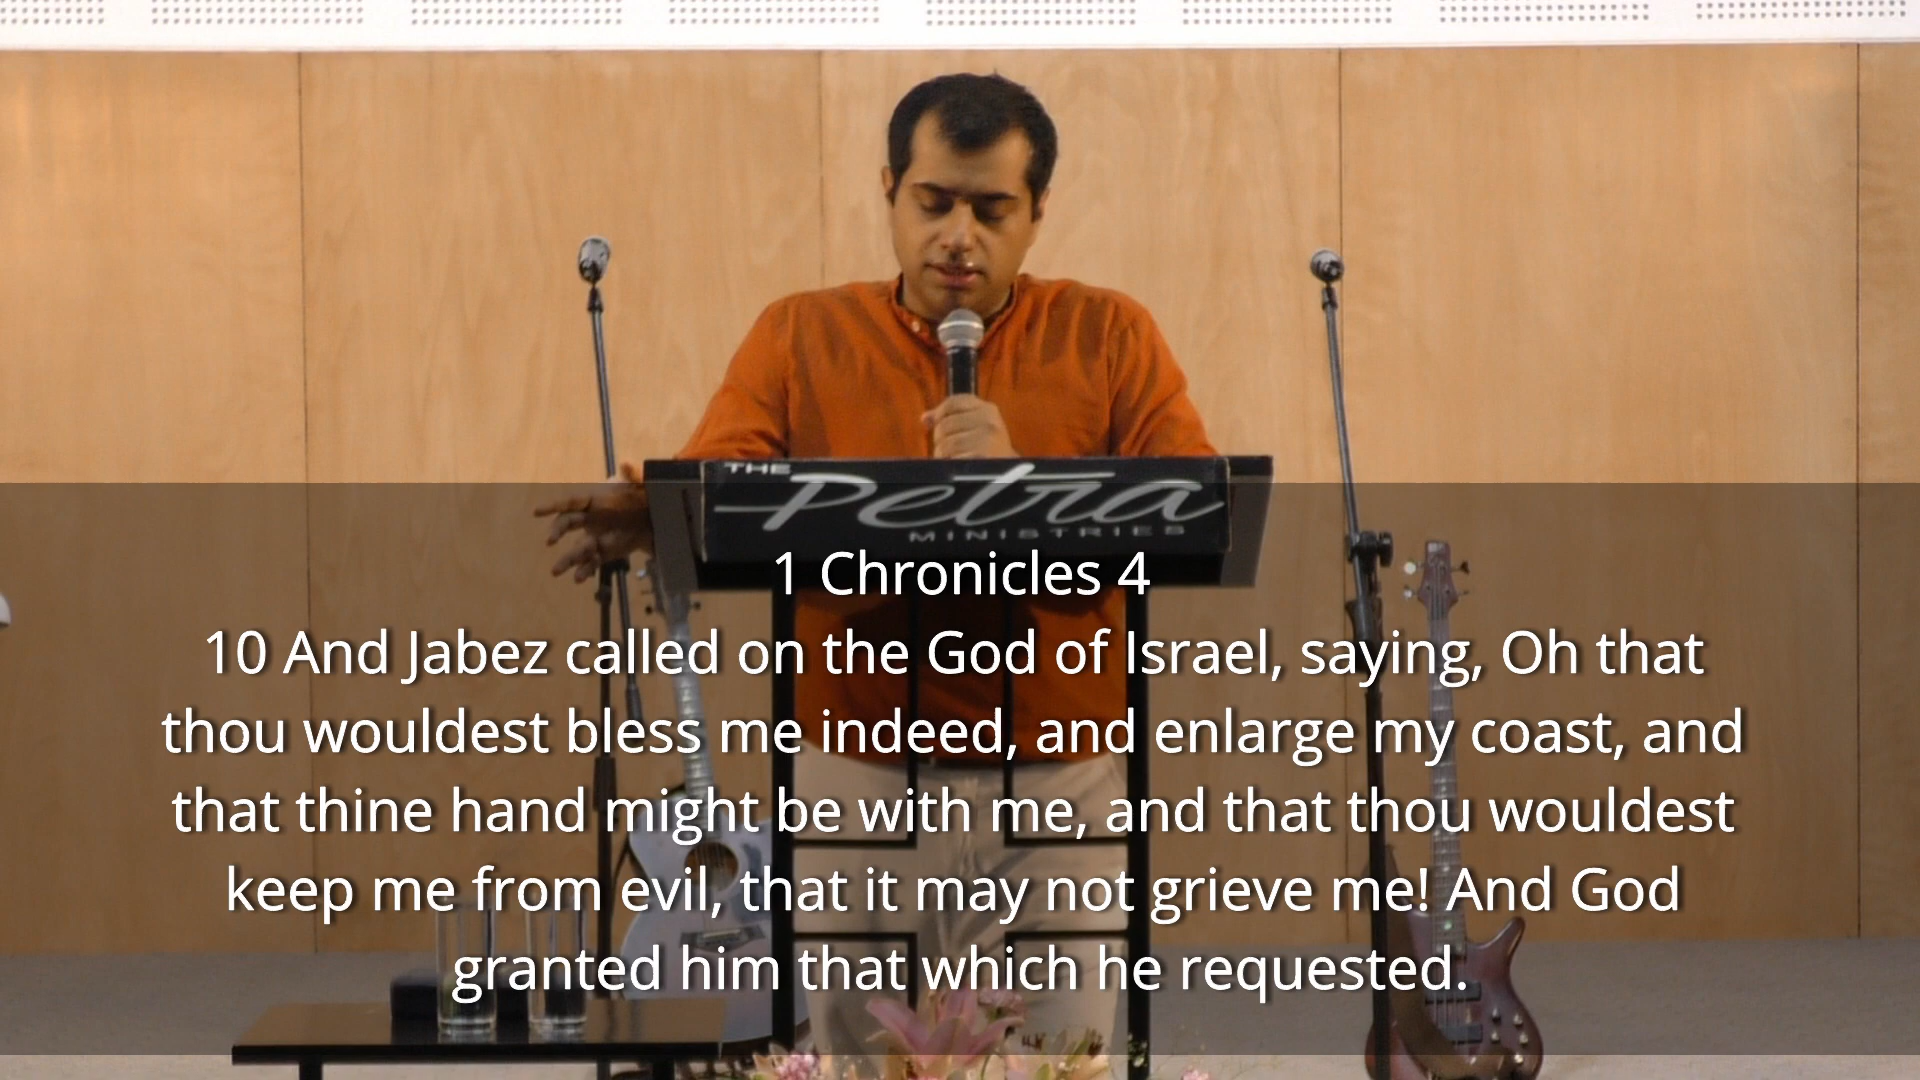 THE
Petra
MINISTRIES
1 Chronicles 4
10 And Jabez called on the God of Israel, saying, Oh that
thou wouldest bless me indeed, and enlarge my coast, and
that thine hand might be with me, and that thou wouldest
keep me from evil, that it may not grieve me! And God
granted him that which he requested.